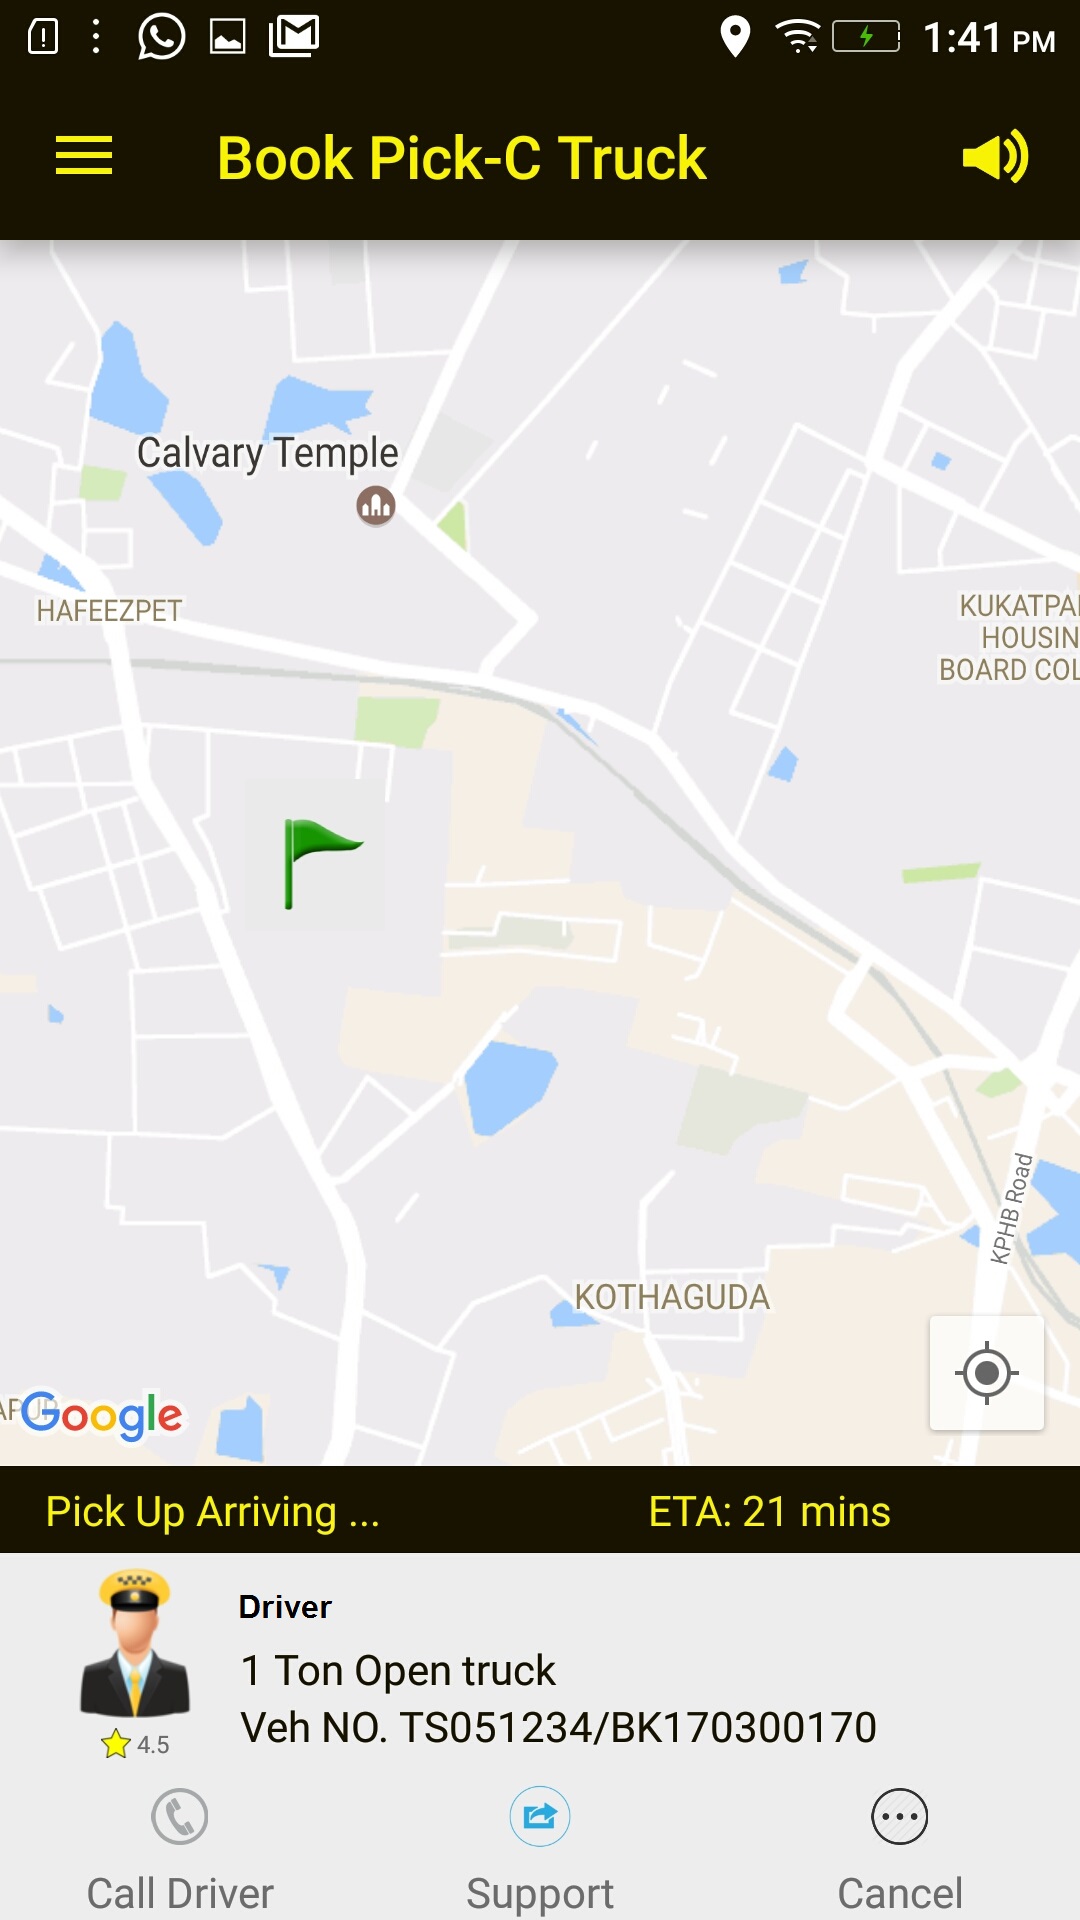 1:41 PM
Book Pick-C Truck
Calvary Temple
HAFEEZPET
KUKATPA
HOUSIN
BOARD COL
KPHB Road
KOTHAGUDA
Google
Pick Up Arriving ...
ETA: 21 mins
Driver
1 Ton Open truck
Veh NO. TS051234/BK170300170
4.5
Call Driver
Support
Cancel